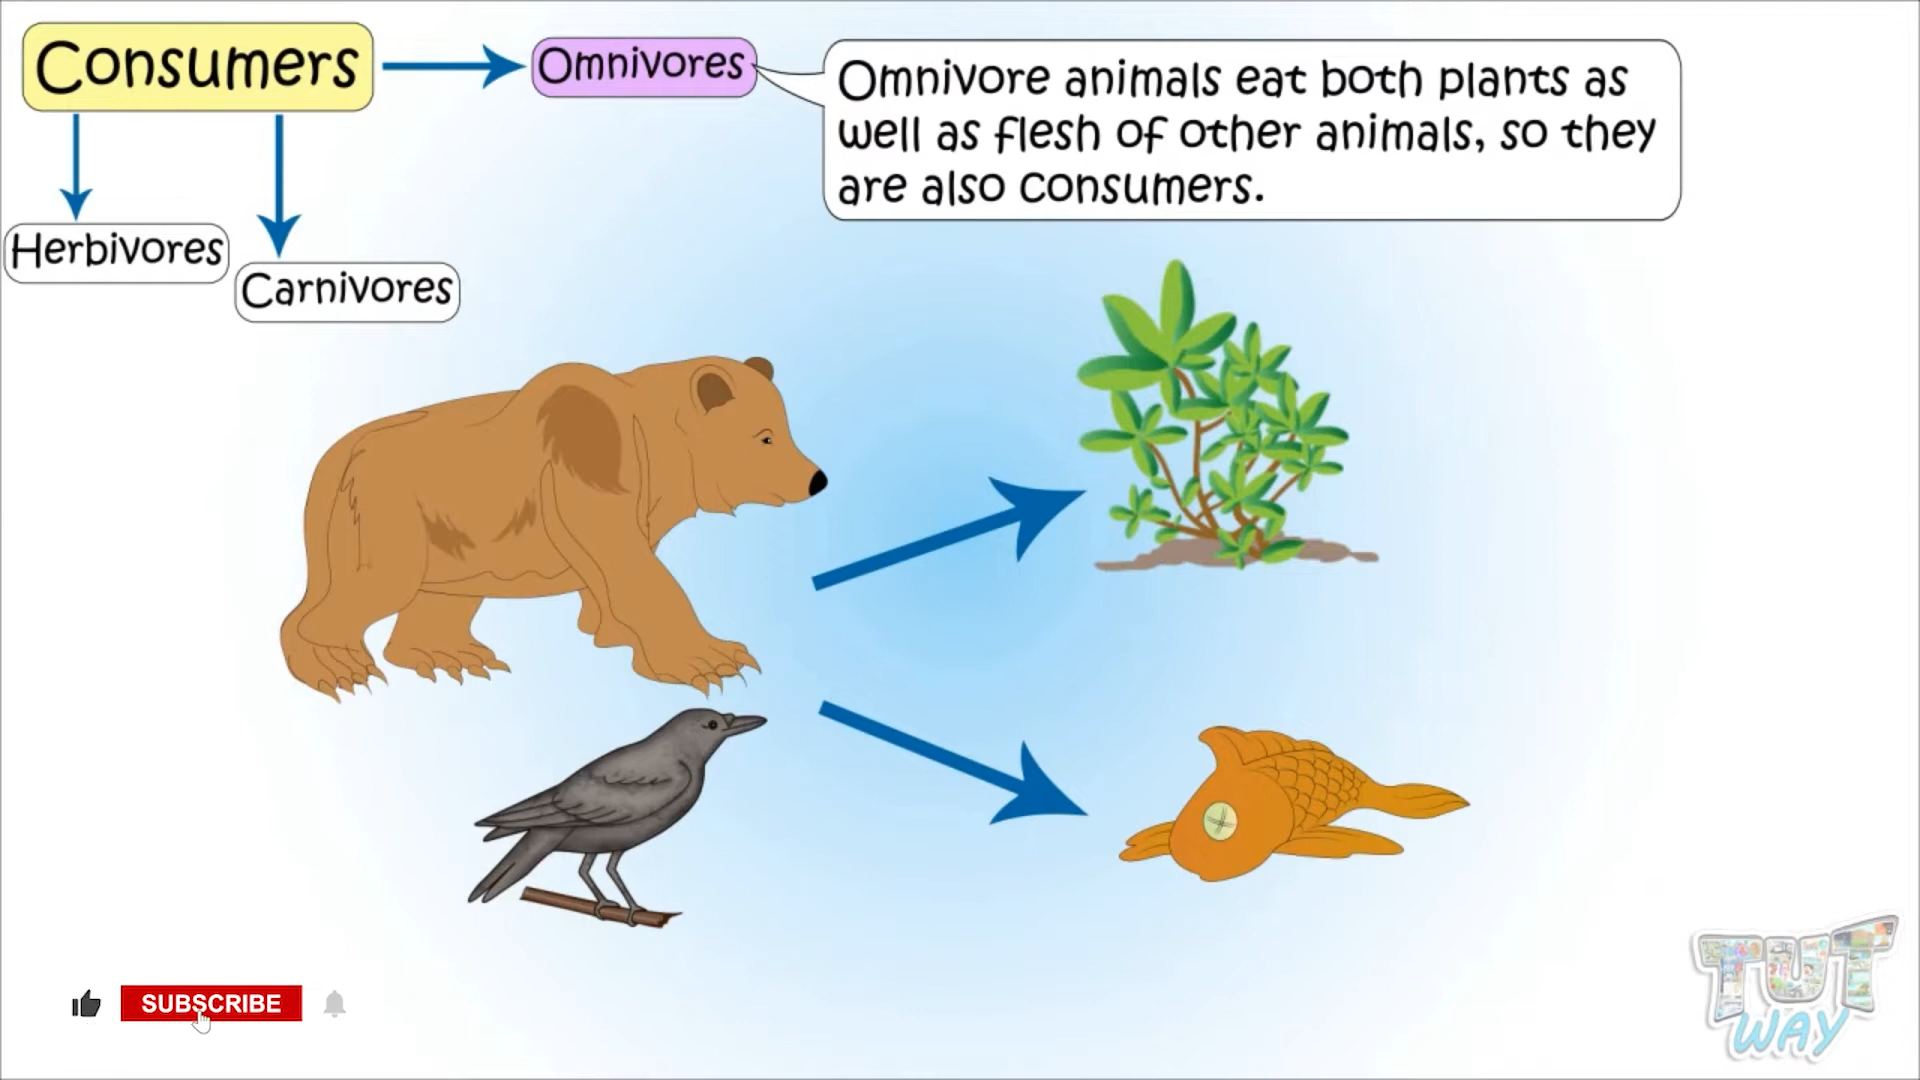 Consumers
Omnivores
Omnivore animals eat both plants as
well as flesh of other animals, so they
are also consumers.
Herbivores
Carnivores
SUBSCRIBE
TUT
WAY